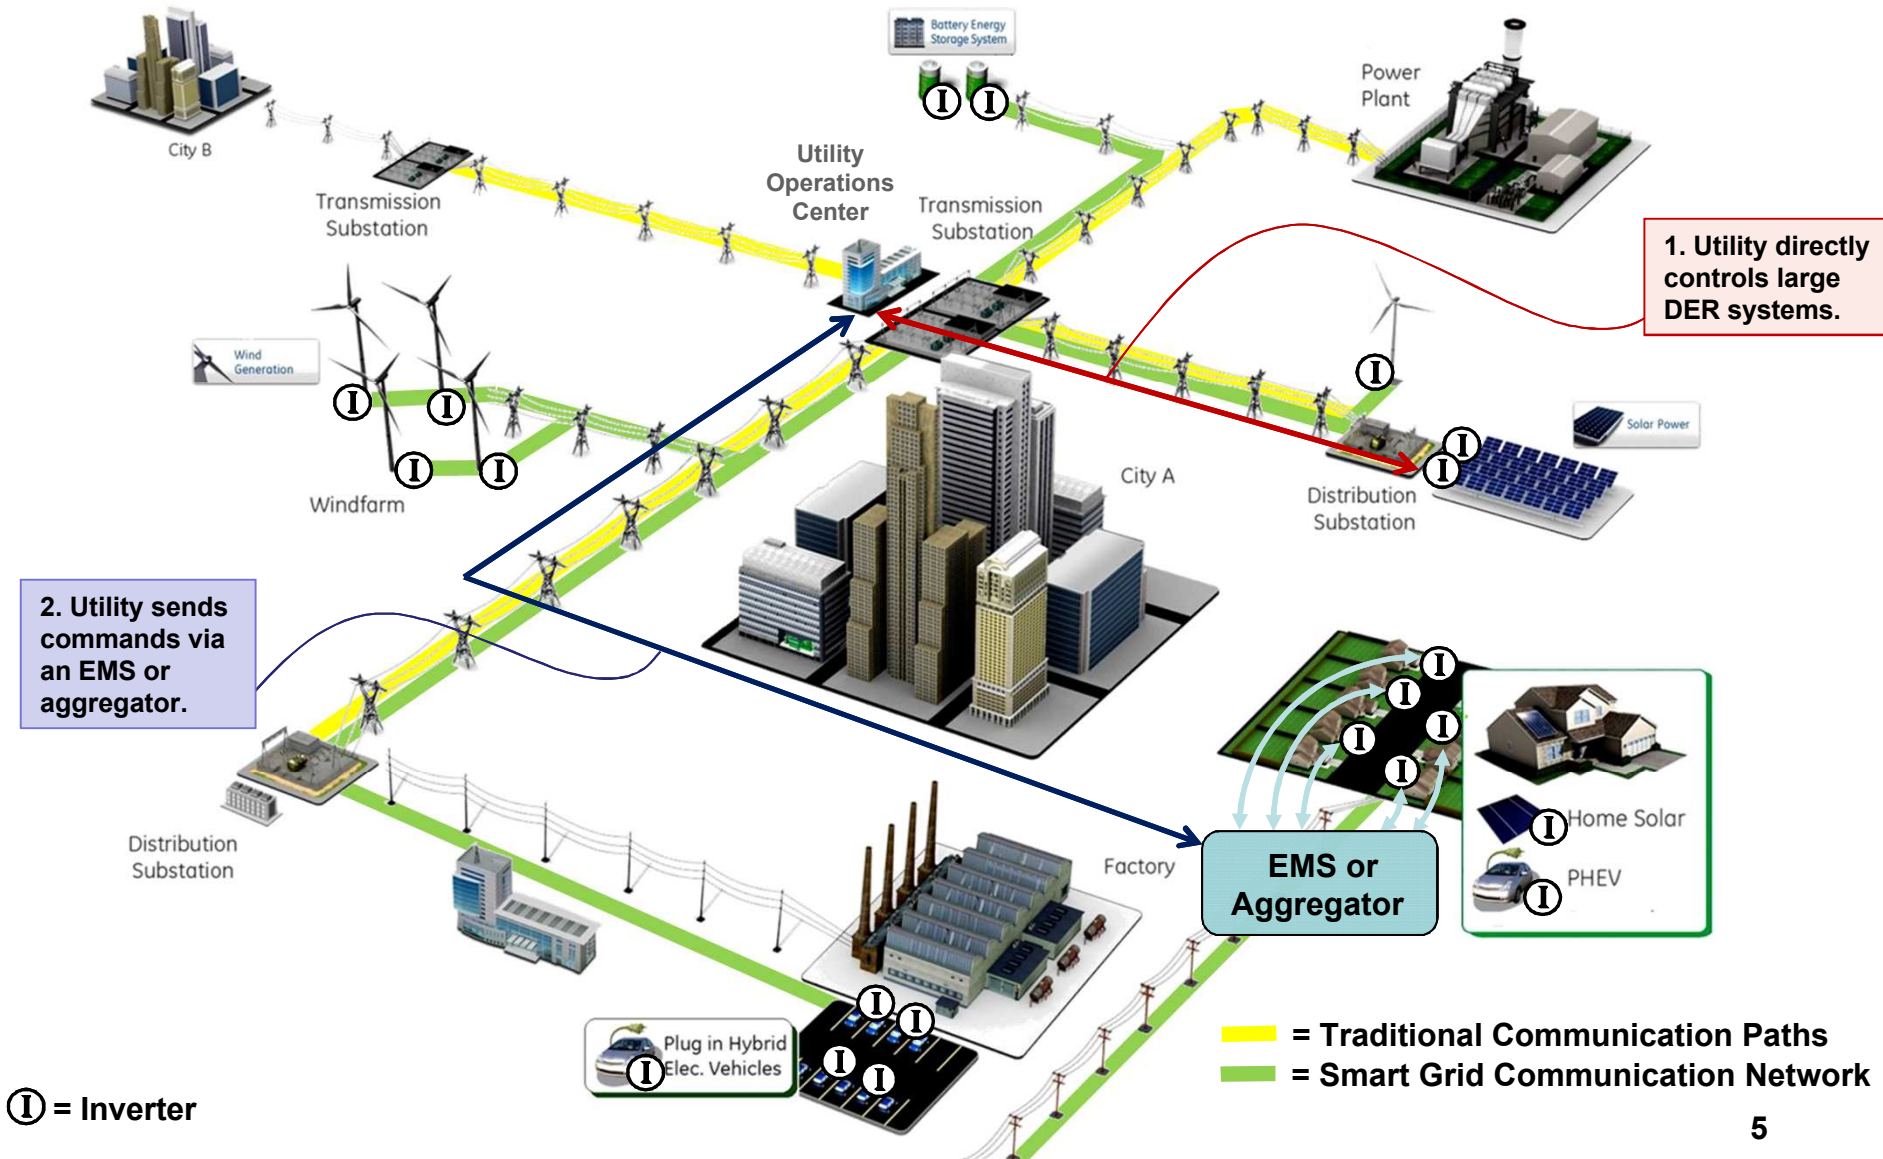 Battery Energy
Storage System
I
I
City B
Power
Plant
Utility
Operations
Center
Transmission
Substation
Transmission
Substation
1. Utility directly
controls large
DER systems.
Wind
Generation
I
I
I
I
I
Windfarm
Solar Power
I
I
City A
Distribution
Substation
2. Utility sends
commands via
an EMS or
aggregator.
I
I
I
I
I
Home Solar
I
PHEV
I
Distribution
Substation
Factory
EMS or
Aggregator
I
I
I
I
Plug in Hybrid
Elec. Vehicles
I
= Traditional Communication Paths
= Smart Grid Communication Network
I = Inverter
5